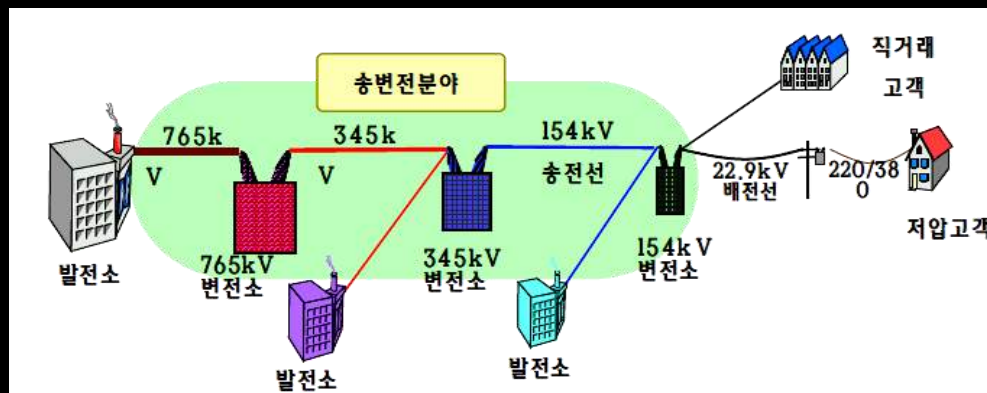 송변전분야
직거래
고객
765k
V
345k
V
154kV
송전선
22.9kV
배전선
220/38
0
저압고객
발전소
765kV
변전소
345kV
변전소
154kV
변전소
발전소
발전소